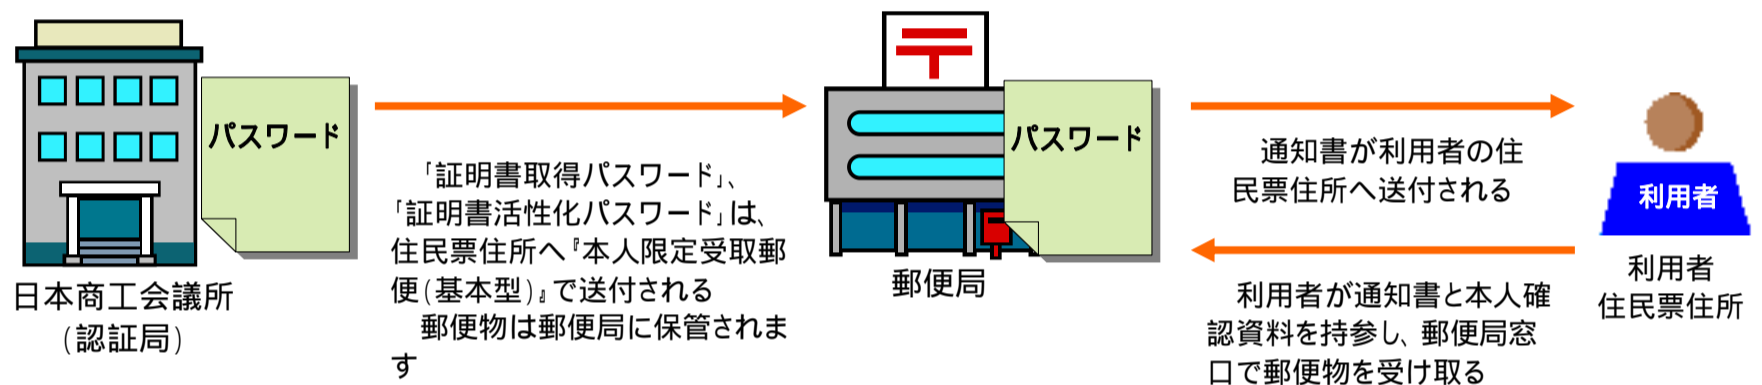 パスワード
日本商工会議所
(認証局)
「証明書取得パスワード」、
「証明書活性化パスワード」は、
住民票住所へ『本人限定受取郵
便(基本型)』で送付される
郵便物は郵便局に保管されま
す
パスワード
郵便局
通知書が利用者の住
民票住所へ送付される
利用者が通知書と本人確
認資料を持参し、郵便局窓
口で郵便物を受け取る
利用者
利用者
住民票住所